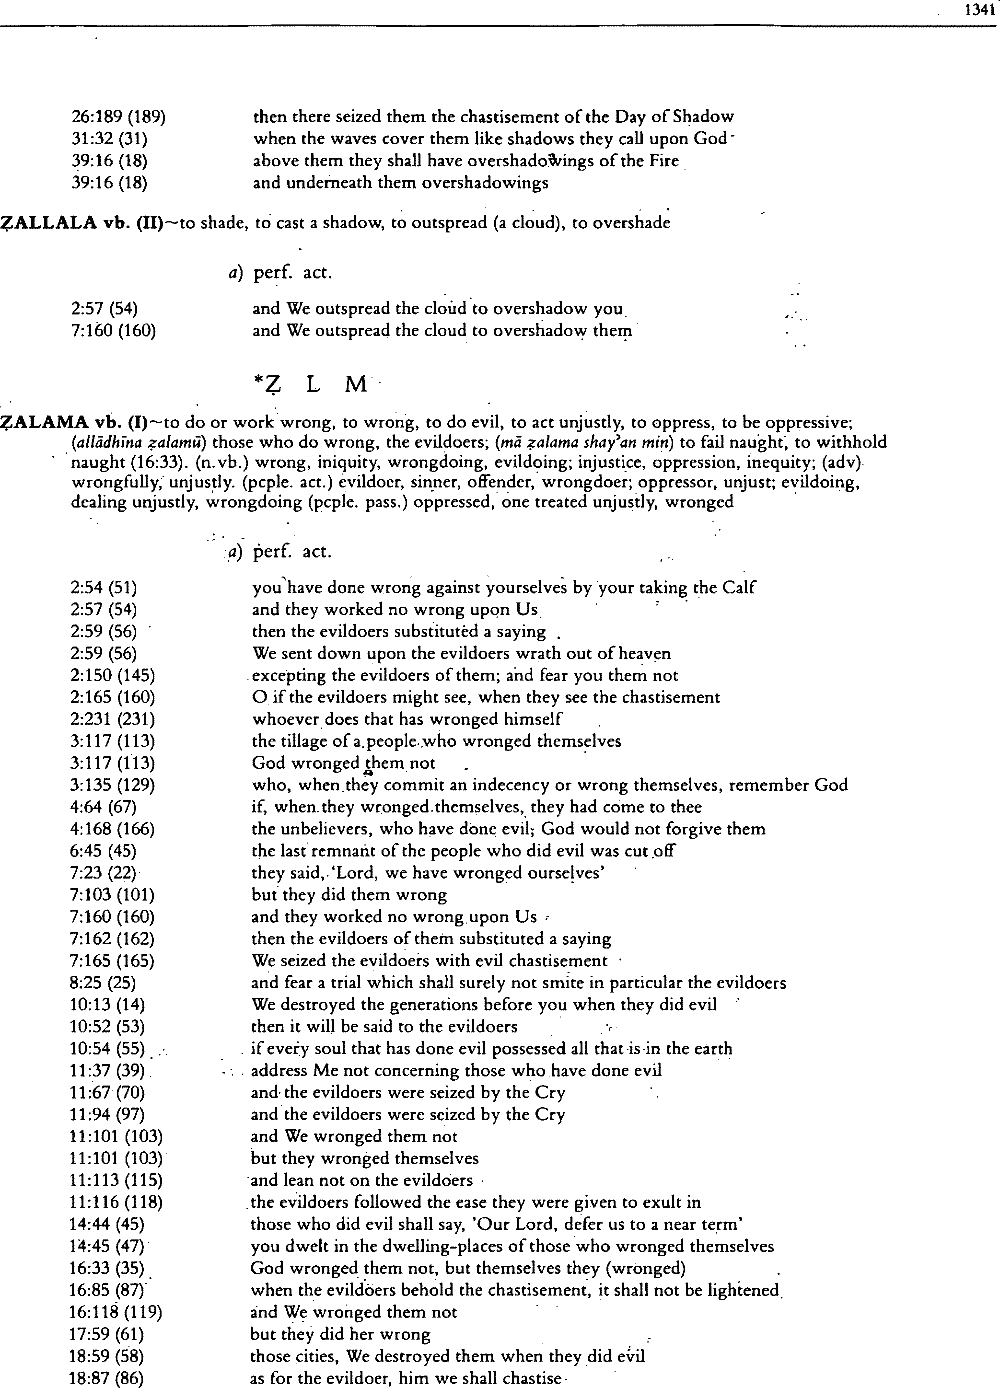 1341
26:189 (189) then there seized them the chastisement of the Day of Shadow
31:32 (31) when the waves cover them like shadows they call upon God
39:16 (18) above them they shall have overshadowings of the Fire
39:16 (18) and underneath them overshadowings
ẒALLALA vb. (II)~to shade, to cast a shadow, to outspread (a cloud), to overshade
a) perf. act.
2:57 (54) and We outspread the cloud to overshadow you
7:160 (160) and We outspread the cloud to overshadow them
*Ẓ L M
ẒALAMA vb. (I)~to do or work wrong, to wrong, to do evil, to act unjustly, to oppress, to be oppressive;
(allādhīna ẓalamū) those who do wrong, the evildoers; (mā ẓalama shay'an min) to fail naught, to withhold
naught (16:33). (n.vb.) wrong, iniquity, wrongdoing, evildoing; injustice, oppression, inequity; (adv)
wrongfully, unjustly. (pcple. act.) evildoer, sinner, offender, wrongdoer; oppressor, unjust; evildoing,
dealing unjustly, wrongdoing (pcple. pass.) oppressed, one treated unjustly, wronged
a) perf. act.
2:54 (51) you have done wrong against yourselves by your taking the Calf
2:57 (54) and they worked no wrong upon Us
2:59 (56) then the evildoers substituted a saying
2:59 (56) We sent down upon the evildoers wrath out of heaven
2:150 (145) excepting the evildoers of them; and fear you them not
2:165 (160) O if the evildoers might see, when they see the chastisement
2:231 (231) whoever does that has wronged himself
3:117 (113) the tillage of a people who wronged themselves
3:117 (113) God wronged them not
3:135 (129) who, when they commit an indecency or wrong themselves, remember God
4:64 (67) if, when they wronged themselves, they had come to thee
4:168 (166) the unbelievers, who have done evil; God would not forgive them
6:45 (45) the last remnant of the people who did evil was cut off
7:23 (22) they said, 'Lord, we have wronged ourselves'
7:103 (101) but they did them wrong
7:160 (160) and they worked no wrong upon Us
7:162 (162) then the evildoers of them substituted a saying
7:165 (165) We seized the evildoers with evil chastisement
8:25 (25) and fear a trial which shall surely not smite in particular the evildoers
10:13 (14) We destroyed the generations before you when they did evil
10:52 (53) then it will be said to the evildoers
10:54 (55) if every soul that has done evil possessed all that is in the earth
11:37 (39) address Me not concerning those who have done evil
11:67 (70) and the evildoers were seized by the Cry
11:94 (97) and the evildoers were seized by the Cry
11:101 (103) and We wronged them not
11:101 (103) but they wronged themselves
11:113 (115) and lean not on the evildoers
11:116 (118) the evildoers followed the ease they were given to exult in
14:44 (45) those who did evil shall say, 'Our Lord, defer us to a near term'
14:45 (47) you dwelt in the dwelling-places of those who wronged themselves
16:33 (35) God wronged them not, but themselves they (wronged)
16:85 (87) when the evildoers behold the chastisement, it shall not be lightened
16:118 (119) and We wronged them not
17:59 (61) but they did her wrong
18:59 (58) those cities, We destroyed them when they did evil
18:87 (86) as for the evildoer, him we shall chastise